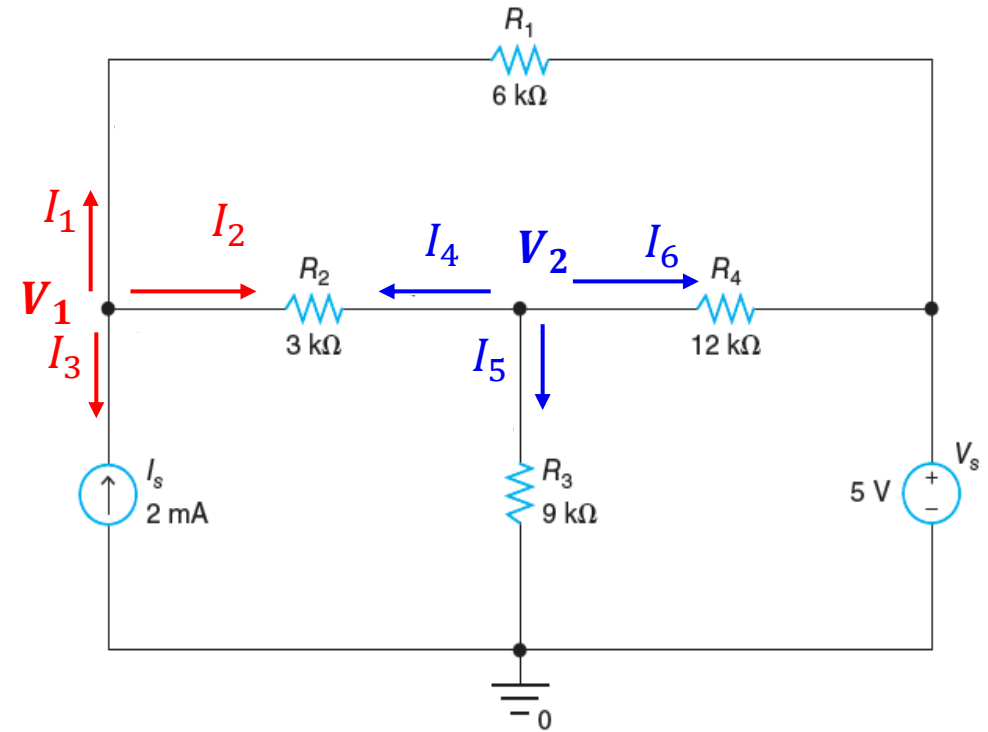 R₁
6 kΩ
I₁
I₂
I₄
V₂
I₆
R₂
R₄
V₁
3 kΩ
12 kΩ
I₃
I₅
Iₛ
2 mA
R₃
9 kΩ
Vₛ
5 V
+
−
0